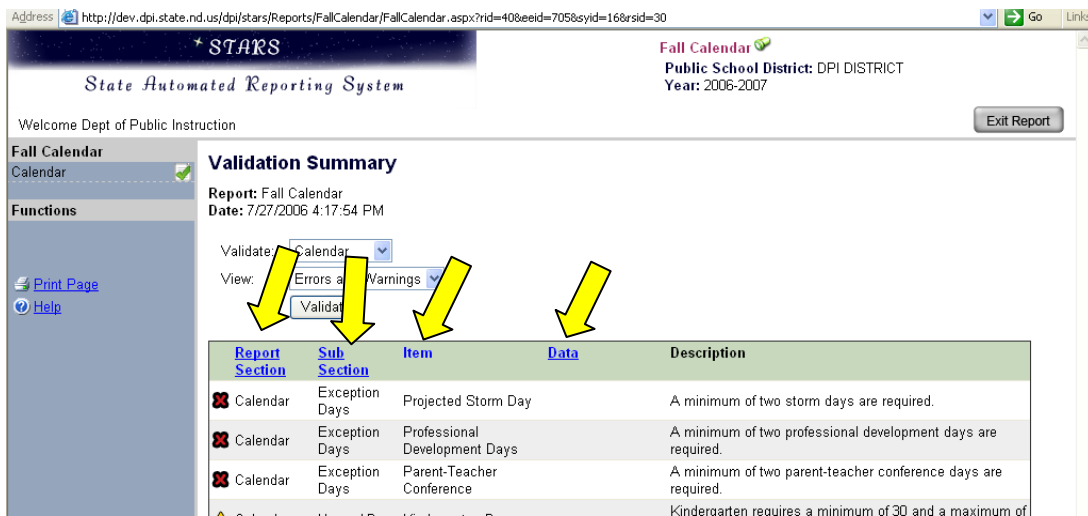 Address http://dev.dpi.state.nd.us/dpi/stars/Reports/FallCalendar/FallCalendar.aspx?rid=40&eeid=705&syid=16&rsid=30 Go Links
STARS
State Automated Reporting System
Fall Calendar
Public School District: DPI DISTRICT
Year: 2006-2007
Welcome Dept of Public Instruction
Exit Report
Fall Calendar
Calendar
Functions
Print Page
Help
Validation Summary
Report: Fall Calendar
Date: 7/27/2006 4:17:54 PM
Validate: Calendar
View: Errors and Warnings
Validate
Report Section
Sub Section
Item
Data
Description
Calendar
Exception Days
Projected Storm Day
A minimum of two storm days are required.
Calendar
Exception Days
Professional Development Days
A minimum of two professional development days are required.
Calendar
Exception Days
Parent-Teacher Conference
A minimum of two parent-teacher conference days are required.
Kindergarten requires a minimum of 30 and a maximum of